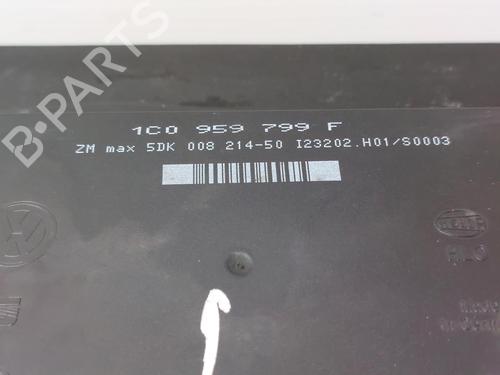 1C0 959 799 F
ZM max 5DK 008 214-50 I23202.H01/S0003
B-PARTS